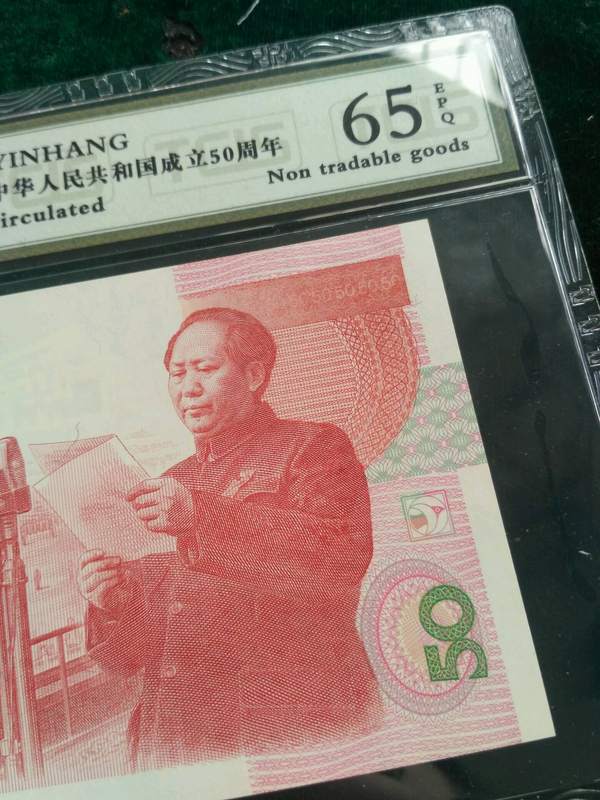 YINHANG
中华人民共和国成立50周年
irculated
65
EPQ
Non tradable goods
50